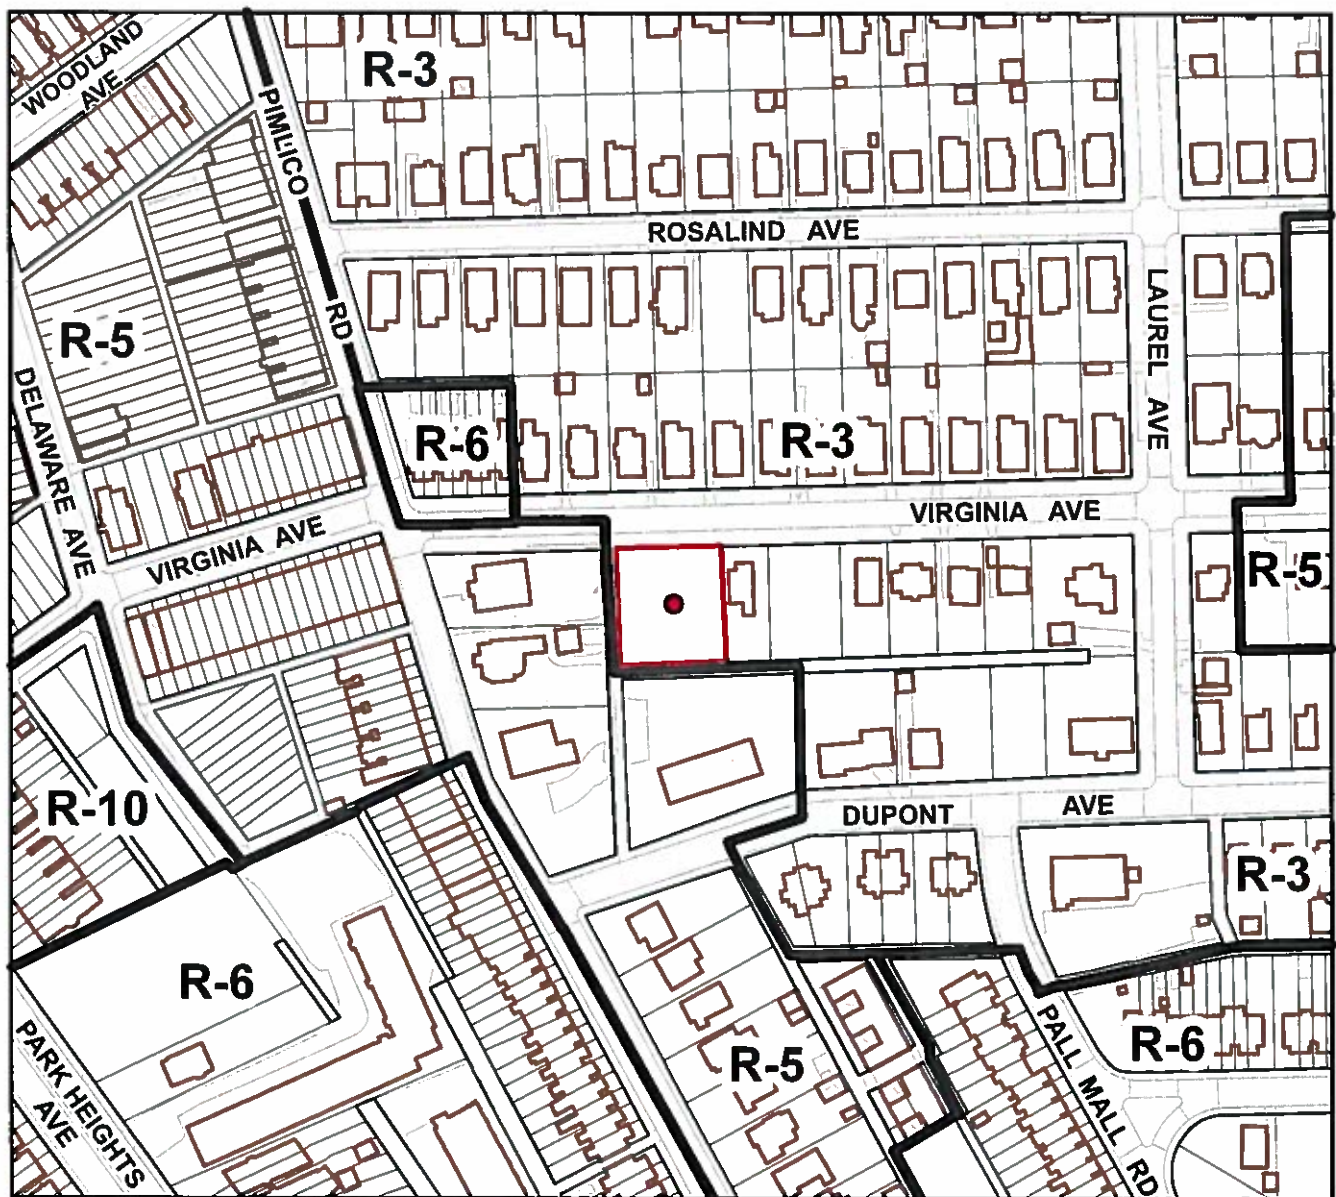 WOODLAND
AVE
R-3
PIMLICO
RD
ROSALIND AVE
LAUREL AVE
R-5
DELAWARE AVE
R-6
R-3
VIRGINIA AVE
VIRGINIA AVE
R-5
R-10
DUPONT
AVE
R-3
R-6
R-5
PALL MALL RD
R-6
PARK HEIGHTS
AVE